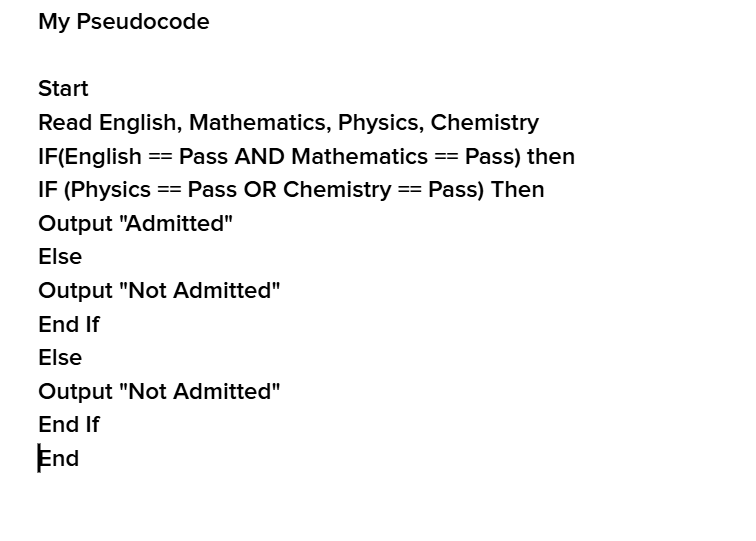 My Pseudocode
Start
Read English, Mathematics, Physics, Chemistry
IF(English == Pass AND Mathematics == Pass) then
IF (Physics == Pass OR Chemistry == Pass) Then
Output "Admitted"
Else
Output "Not Admitted"
End If
Else
Output "Not Admitted"
End If
End